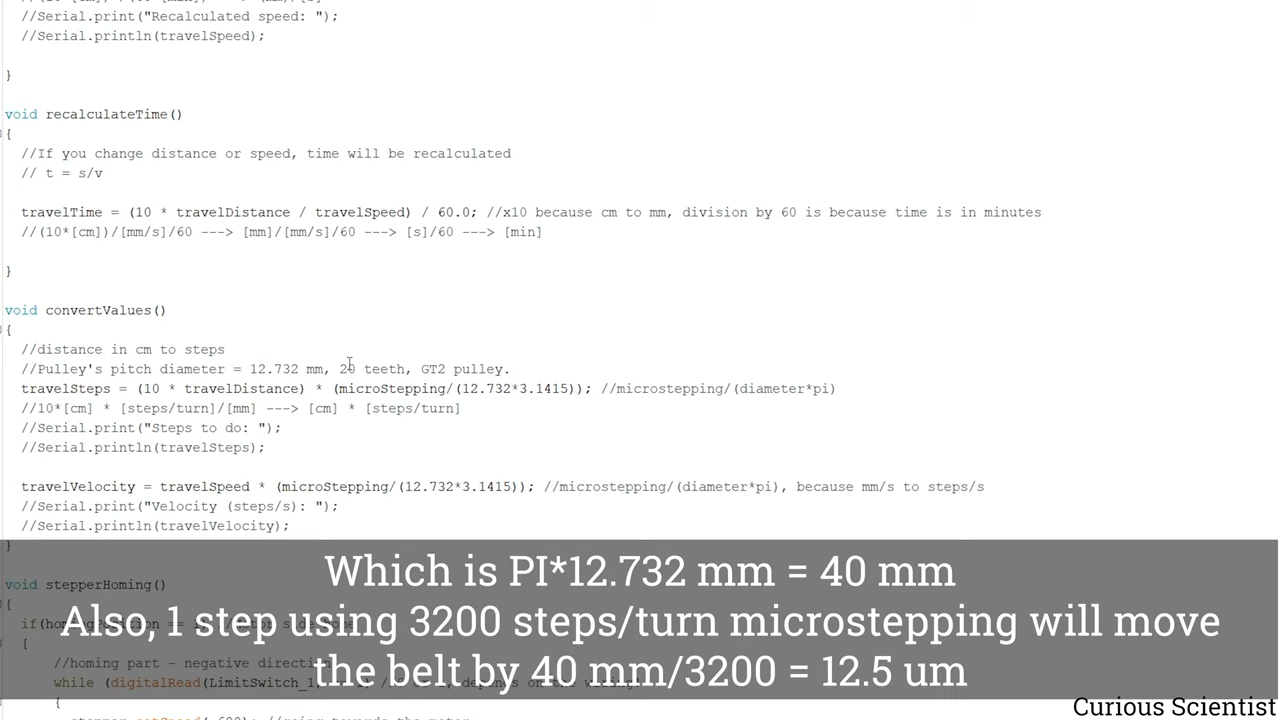 //Serial.print("Recalculated speed: ");
//Serial.println(travelSpeed);
}
void recalculateTime()
{
//If you change distance or speed, time will be recalculated
// t = s/v
travelTime = (10 * travelDistance / travelSpeed) / 60.0; //x10 because cm to mm, division by 60 is because time is in minutes
//(10*[cm])/[mm/s]/60 ---> [mm]/[mm/s]/60 ---> [s]/60 ---> [min]
}
void convertValues()
{
//distance in cm to steps
//Pulley's pitch diameter = 12.732 mm, 20 teeth, GT2 pulley.
travelSteps = (10 * travelDistance) * (microStepping/(12.732*3.1415)); //microstepping/(diameter*pi)
//10*[cm] * [steps/turn]/[mm] ---> [cm] * [steps/turn]
//Serial.print("Steps to do: ");
//Serial.println(travelSteps);
travelVelocity = travelSpeed * (microStepping/(12.732*3.1415)); //microstepping/(diameter*pi), because mm/s to steps/s
//Serial.print("Velocity (steps/s): ");
//Serial.println(travelVelocity);
}
Which is PI*12.732 mm = 40 mm
void stepperHoming()
{
Also, 1 step using 3200 steps/turn microstepping will move
{
//homing part - negative direction
the belt by 40 mm/3200 = 12.5 um
while (digitalRead(LimitSwitch_1,
{
Curious Scientist